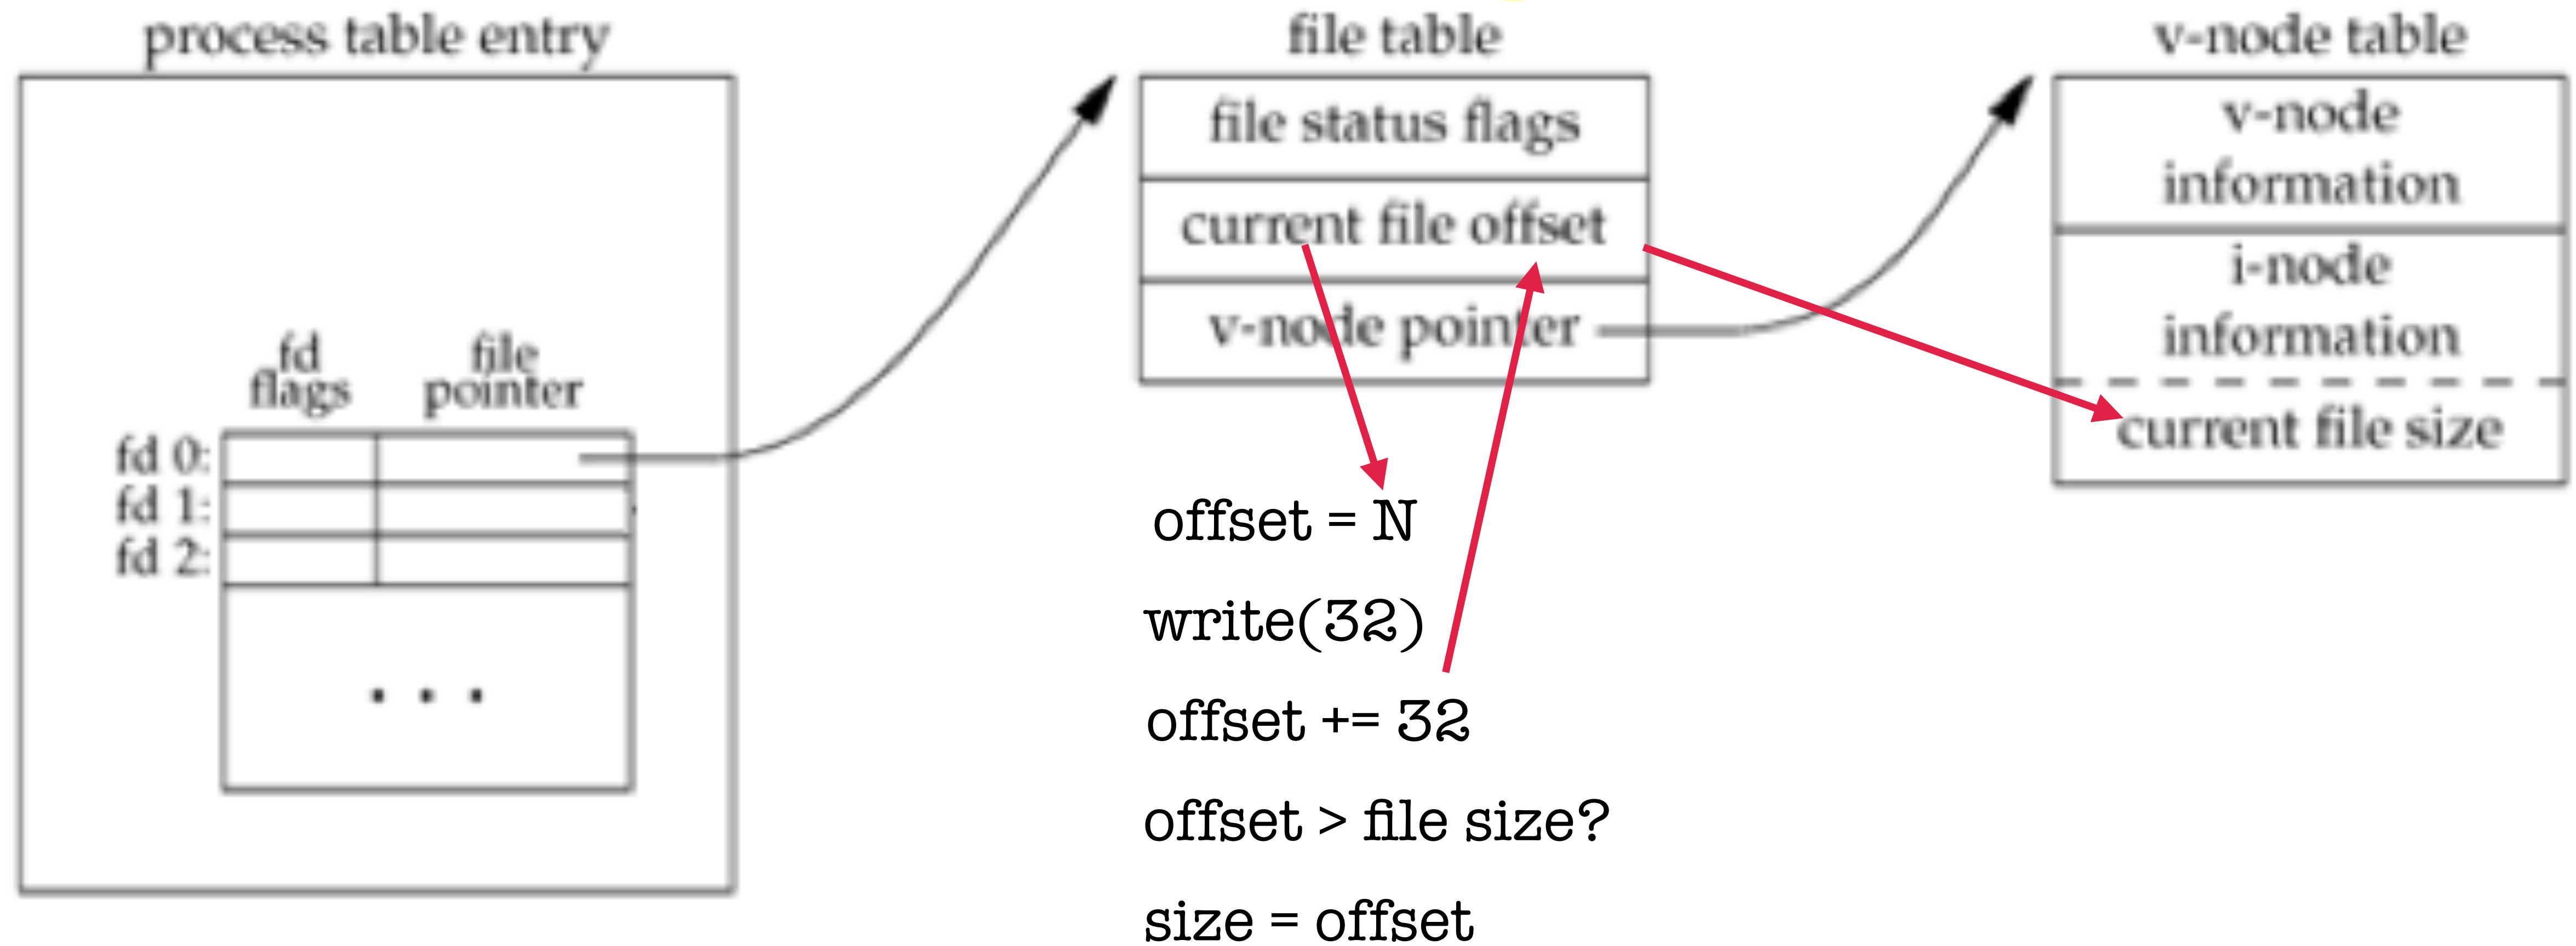 process table entry
fd
flags
file
pointer
fd 0:
fd 1:
fd 2:
. . .
file table
file status flags
current file offset
v-node pointer
offset = N
write(32)
offset += 32
offset > file size?
size = offset
v-node table
v-node
information
i-node
information
current file size